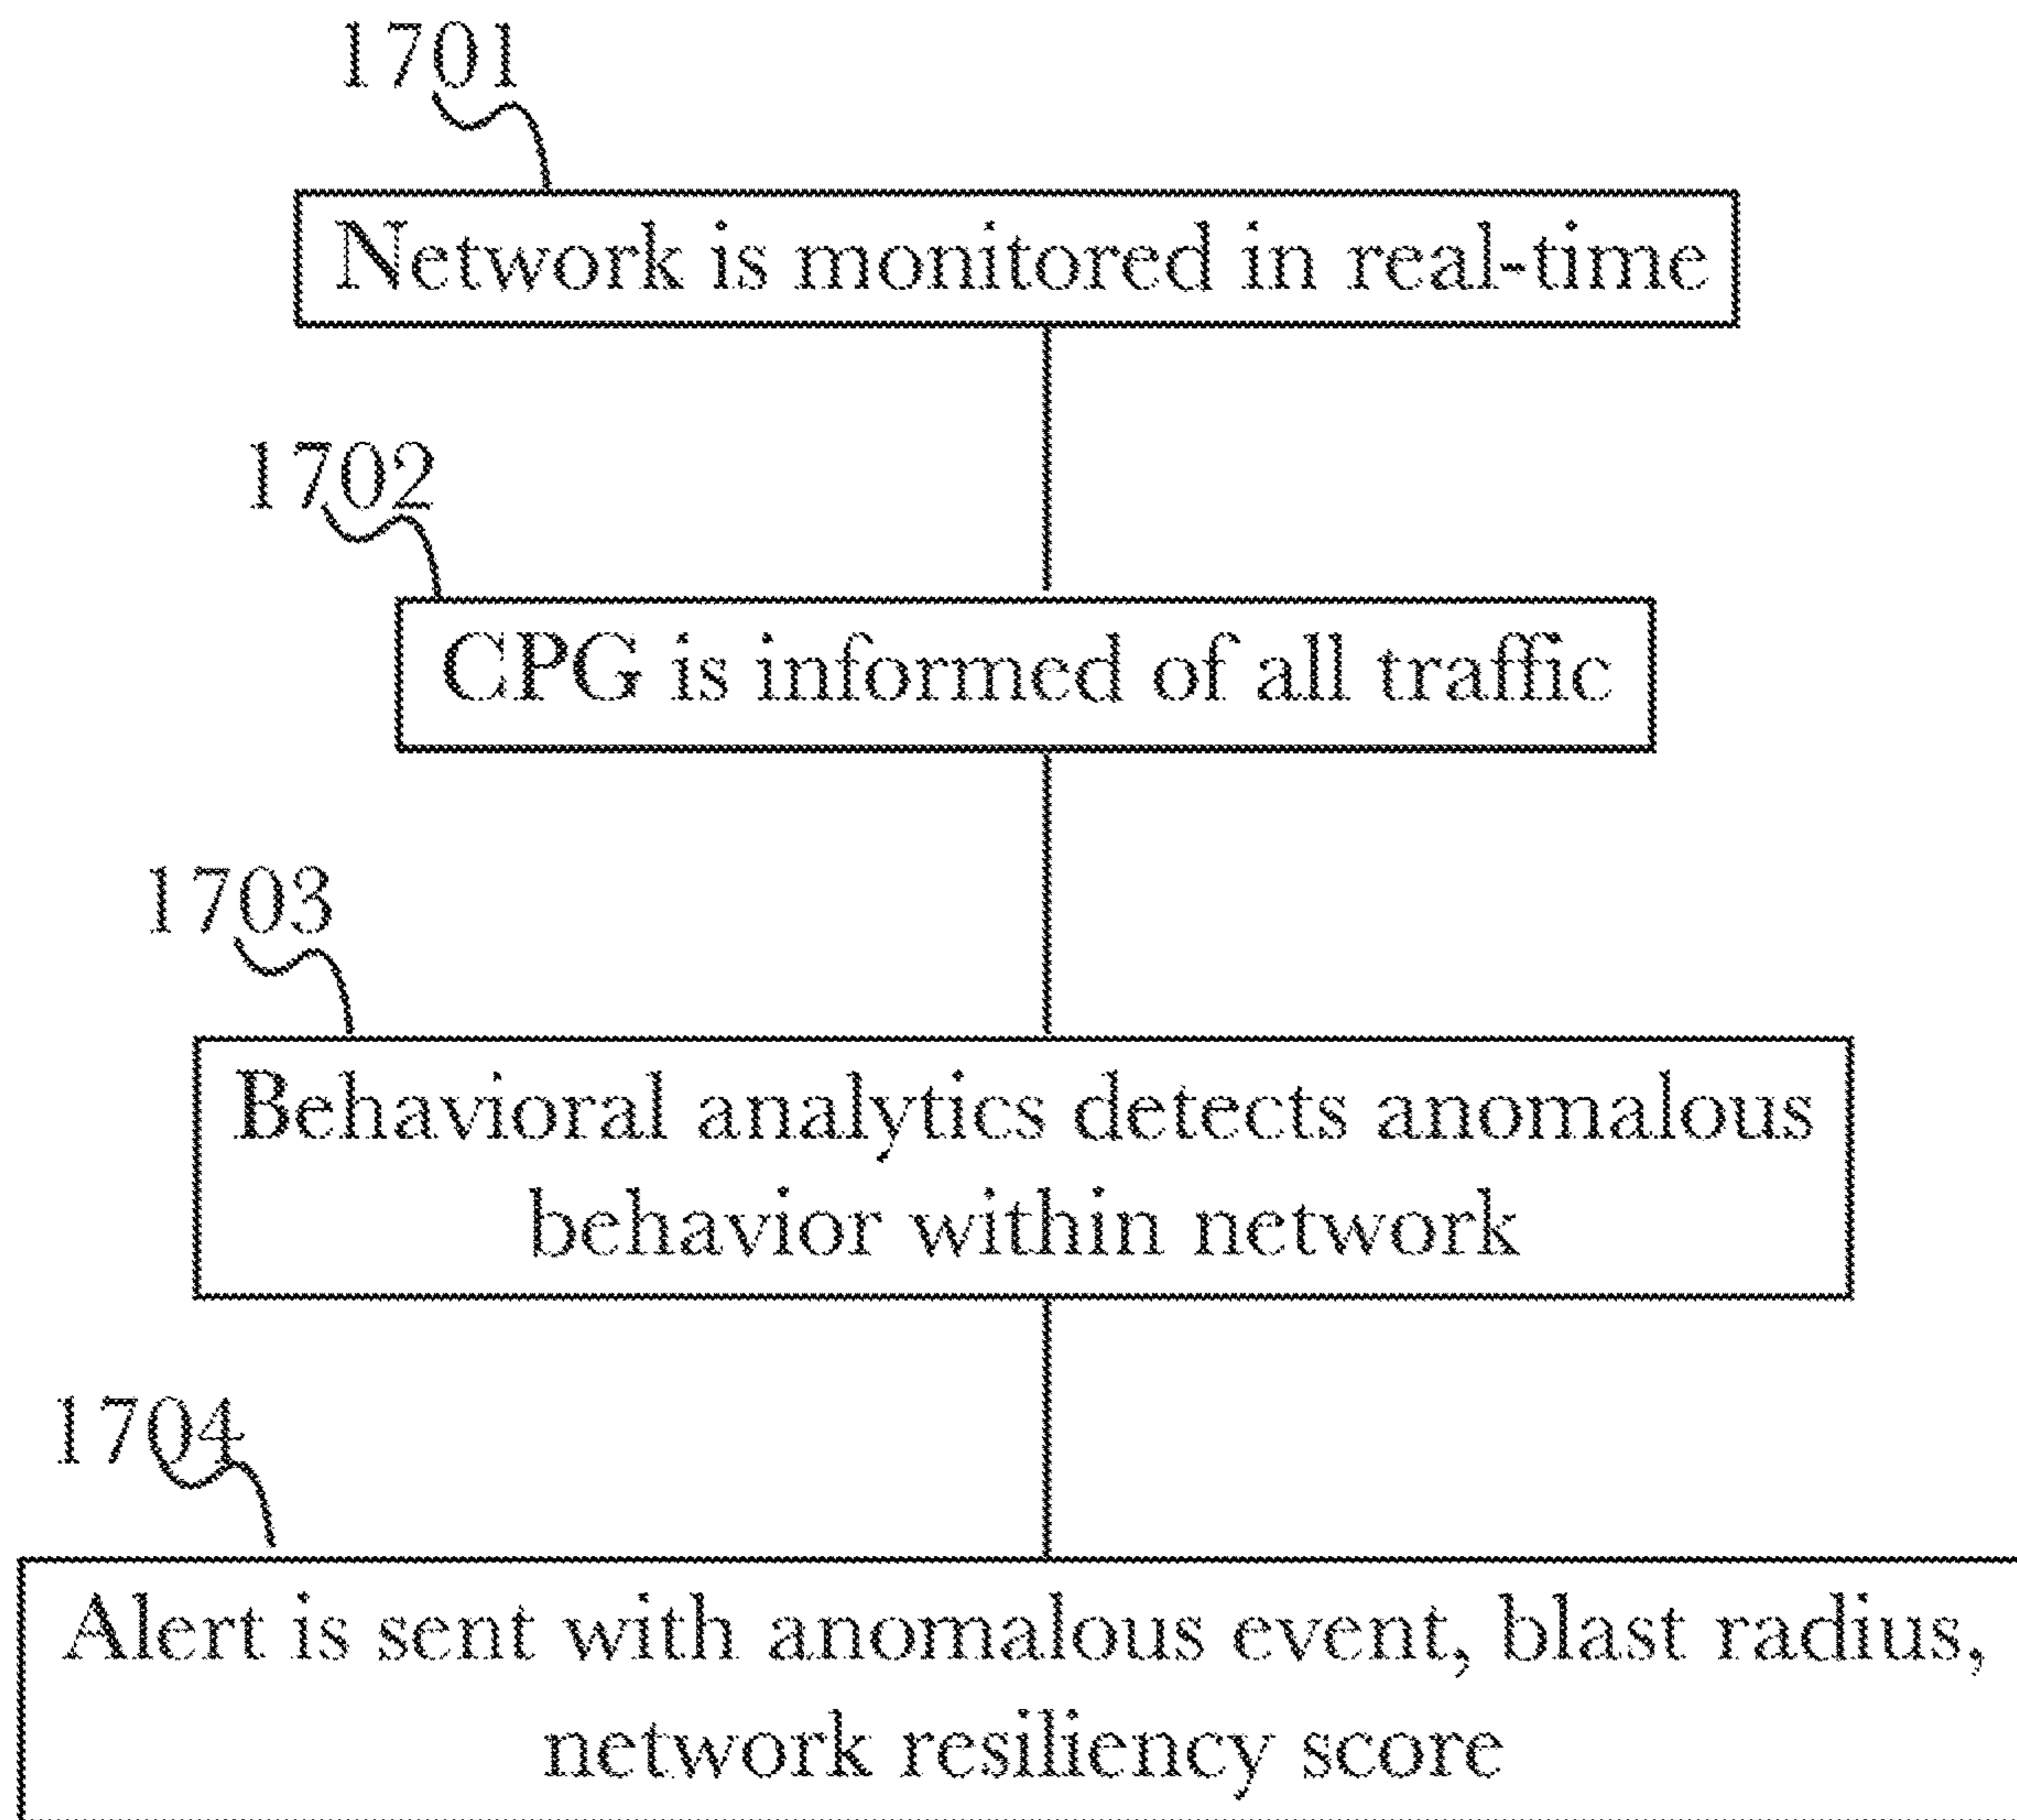 1701
Network is monitored in real-time
1702
CPG is informed of all traffic
1703
Behavioral analytics detects anomalous
behavior within network
1704
Alert is sent with anomalous event, blast radius,
network resiliency score